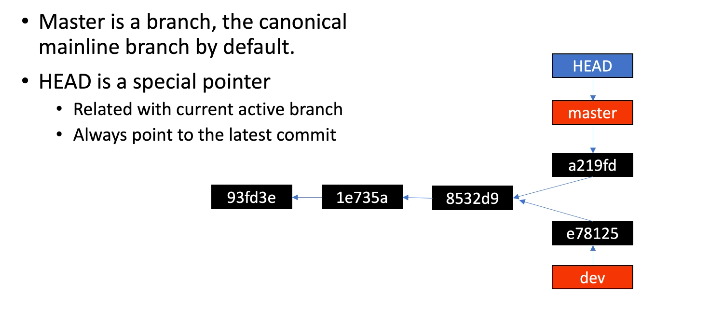 • Master is a branch, the canonical
mainline branch by default.
• HEAD is a special pointer
• Related with current active branch
• Always point to the latest commit
HEAD
master
a219fd
93fd3e
1e735a
8532d9
e78125
dev